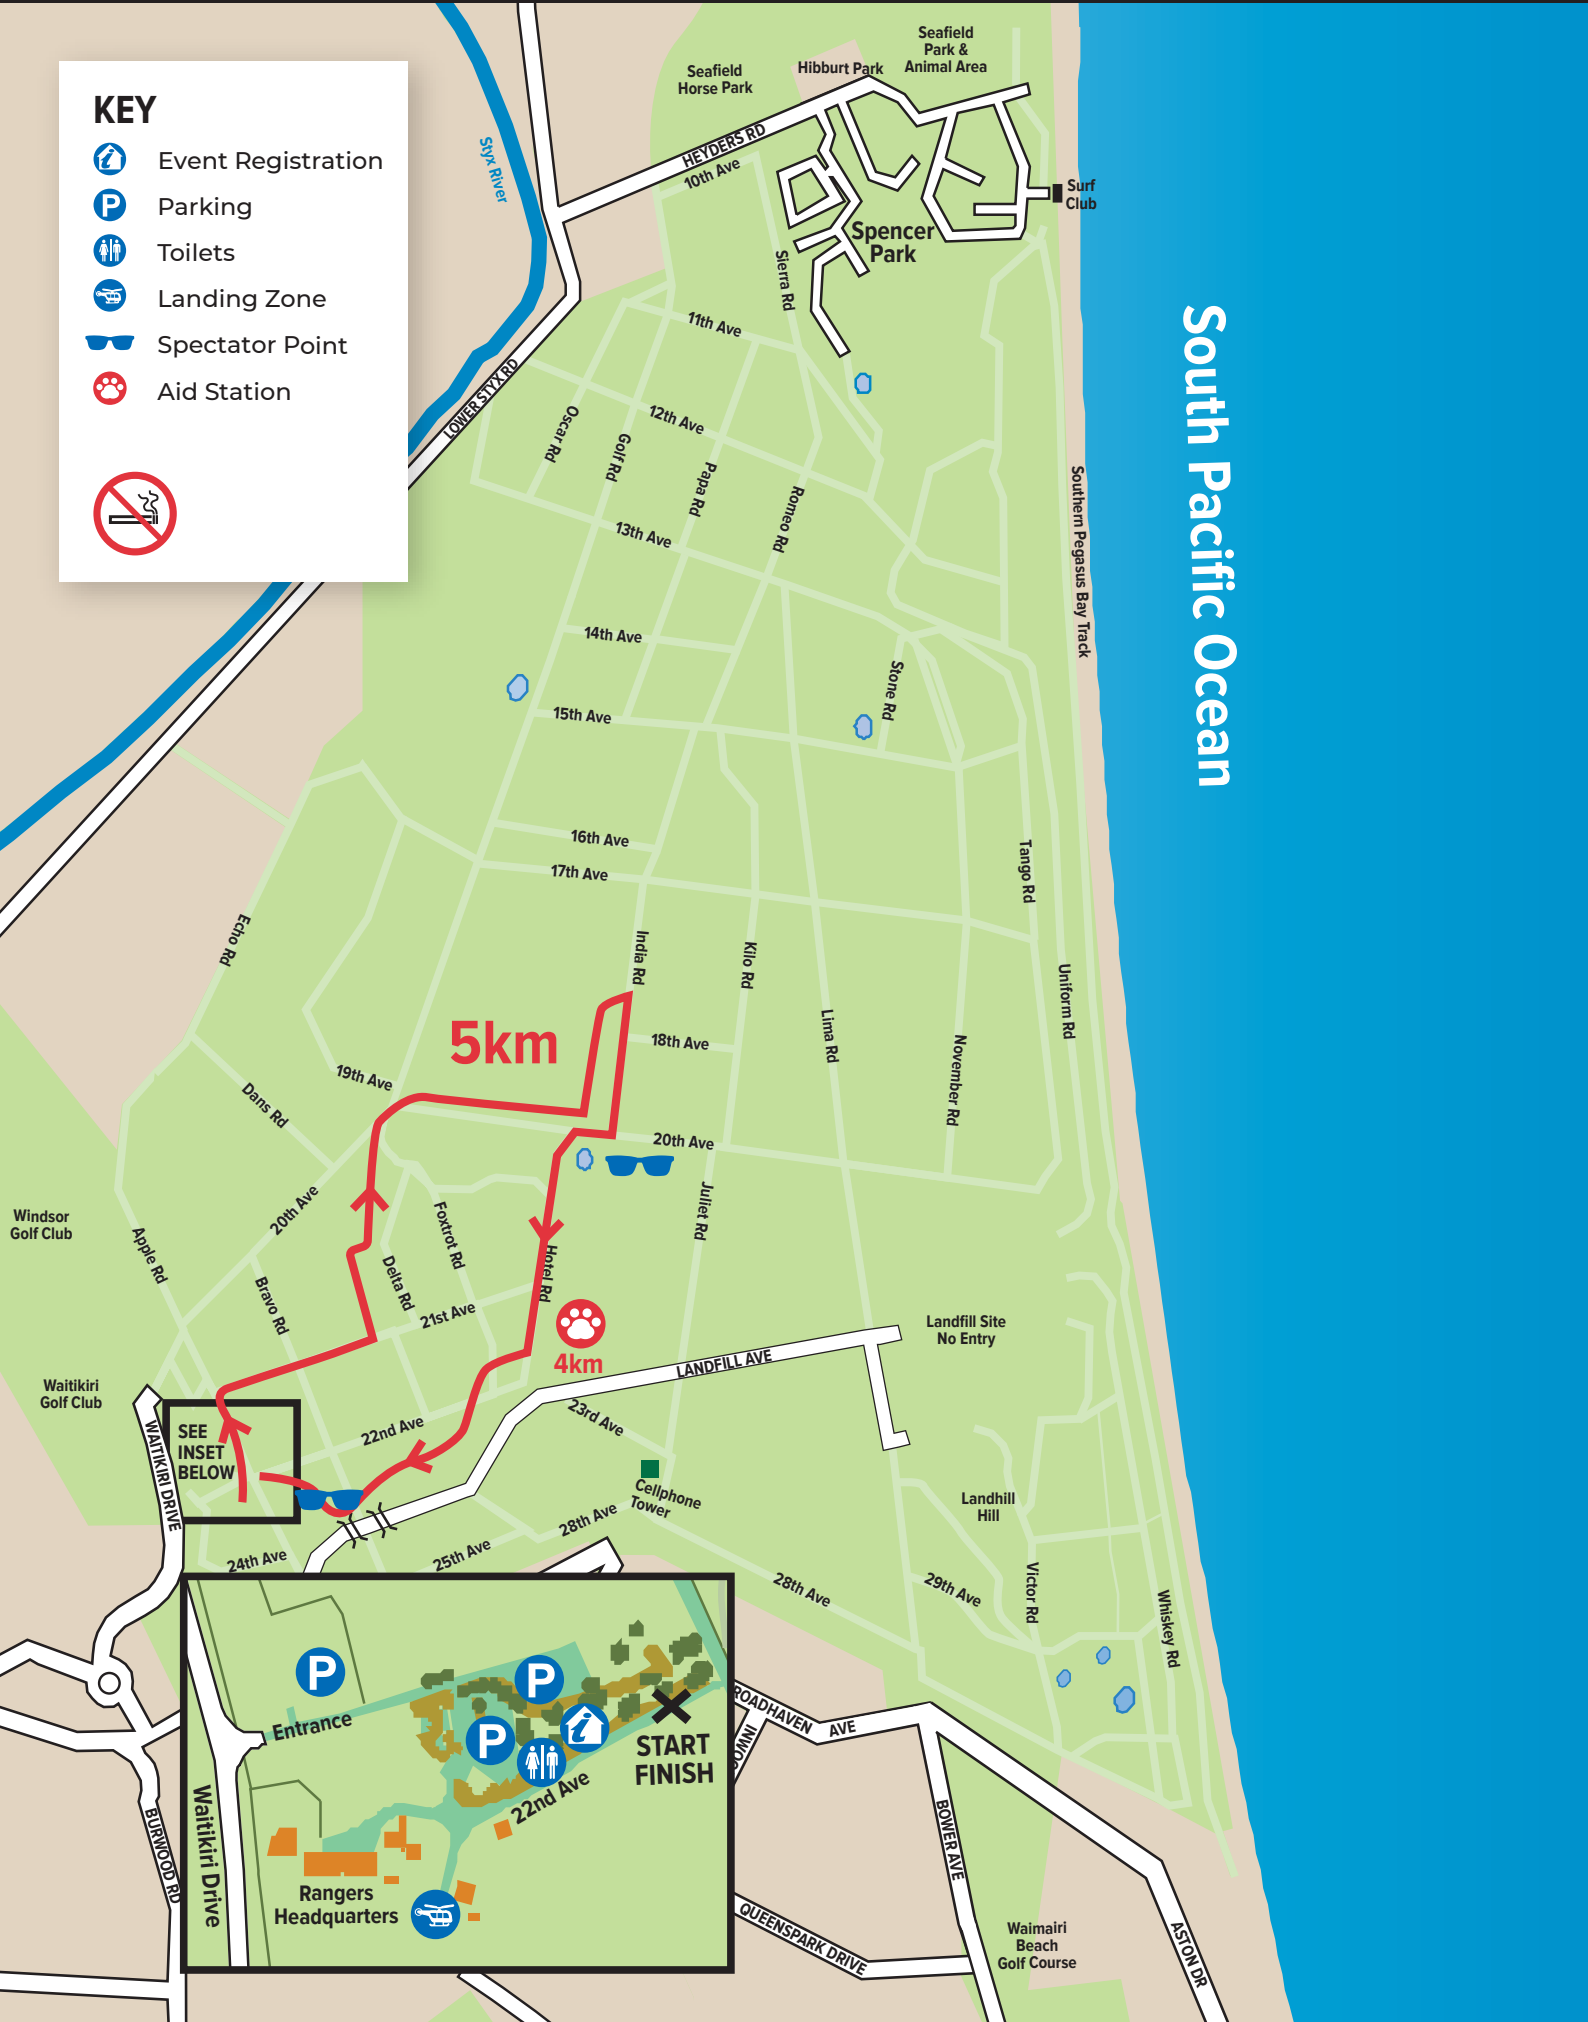 KEY
Event Registration
Parking
Toilets
Landing Zone
Spectator Point
Aid Station
Styx River
LOWER STYX RD
Seafield
Horse Park
Hibburt Park
Seafield
Park &
Animal Area
HEYDERS RD
10th Ave
Surf
Club
Spencer
Park
Sierra Rd
11th Ave
12th Ave
Oscar Rd
Golf Rd
Papa Rd
Romeo Rd
13th Ave
14th Ave
15th Ave
Stone Rd
16th Ave
17th Ave
South Pacific Ocean
Southern Pegasus Bay Track
Tango Rd
Uniform Rd
Echo Rd
India Rd
Kilo Rd
Lima Rd
November Rd
5km
18th Ave
19th Ave
Dans Rd
20th Ave
20th Ave
Juliet Rd
Windsor
Golf Club
Apple Rd
Bravo Rd
Delta Rd
Foxtrot Rd
Hotel Rd
21st Ave
4km
Landfill Site
No Entry
LANDFILL AVE
Waitikiri
Golf Club
WAITIKIRI DRIVE
SEE
INSET
BELOW
22nd Ave
23rd Ave
Cellphone
Tower
Landhill
Hill
24th Ave
25th Ave
28th Ave
28th Ave
29th Ave
Victor Rd
Whiskey Rd
P
P
P
Entrance
START
FINISH
22nd Ave
Waitikiri Drive
Rangers
Headquarters
BURWOOD RD
ROADHAVEN AVE
DOMNI
BOWER AVE
QUEENSPARK DRIVE
Waimairi
Beach
Golf Course
ASTON DR